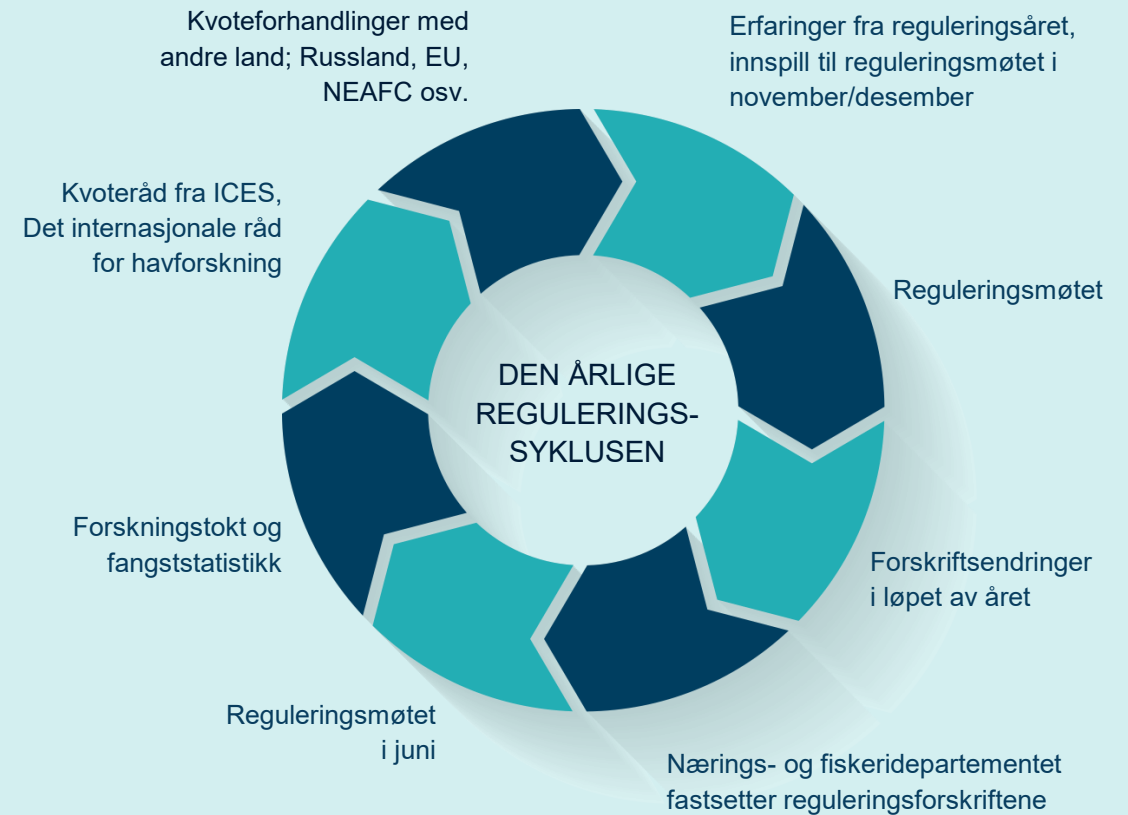 Kvoteforhandlinger med
andre land; Russland, EU,
NEAFC osv.
Erfaringer fra reguleringsåret,
innspill til reguleringsmøtet i
november/desember
Reguleringsmøtet
Forskriftsendringer
i løpet av året
Nærings- og fiskeridepartementet
fastsetter reguleringsforskriftene
Reguleringsmøtet
i juni
Forskningstokt og
fangststatistikk
Kvoteråd fra ICES,
Det internasjonale råd
for havforskning
DEN ÅRLIGE
REGULERINGS-
SYKLUSEN